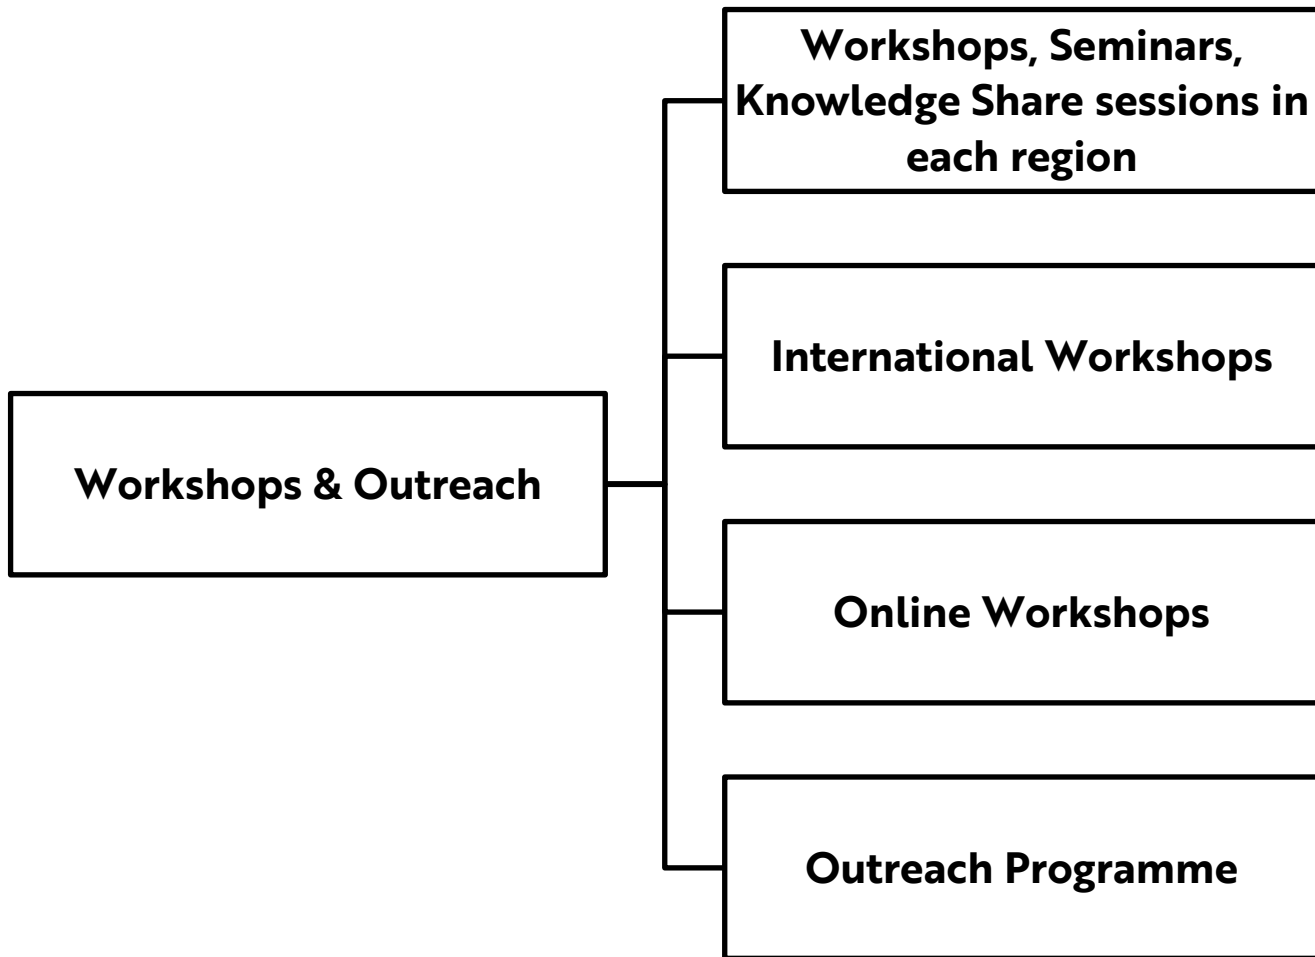 Workshops & Outreach
Workshops, Seminars,
Knowledge Share sessions in
each region
International Workshops
Online Workshops
Outreach Programme